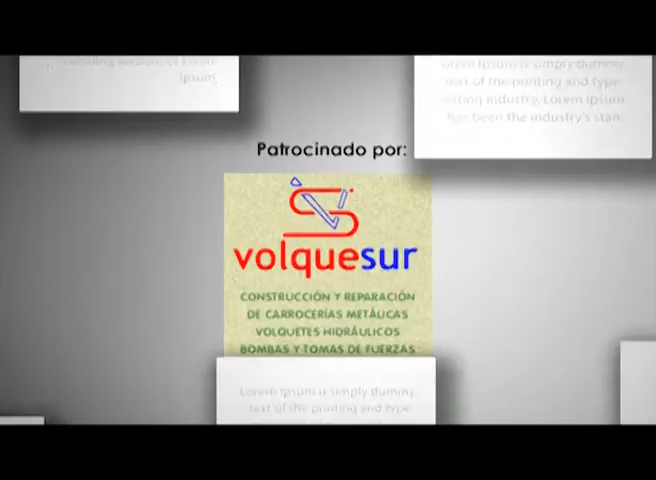 Ipsum
Lorem Ipsum is simply dummy
text of the printing and type
setting industry. Lorem Ipsum
has been the industry's stan
Patrocinado por:
volquesur
CONSTRUCCIÓN Y REPARACIÓN
DE CARROCERÍAS METÁLICAS
VOLQUETES HIDRÁULICOS
BOMBAS Y TOMAS DE FUERZAS
Lorem Ipsum is simply dummy
text of the printing and type